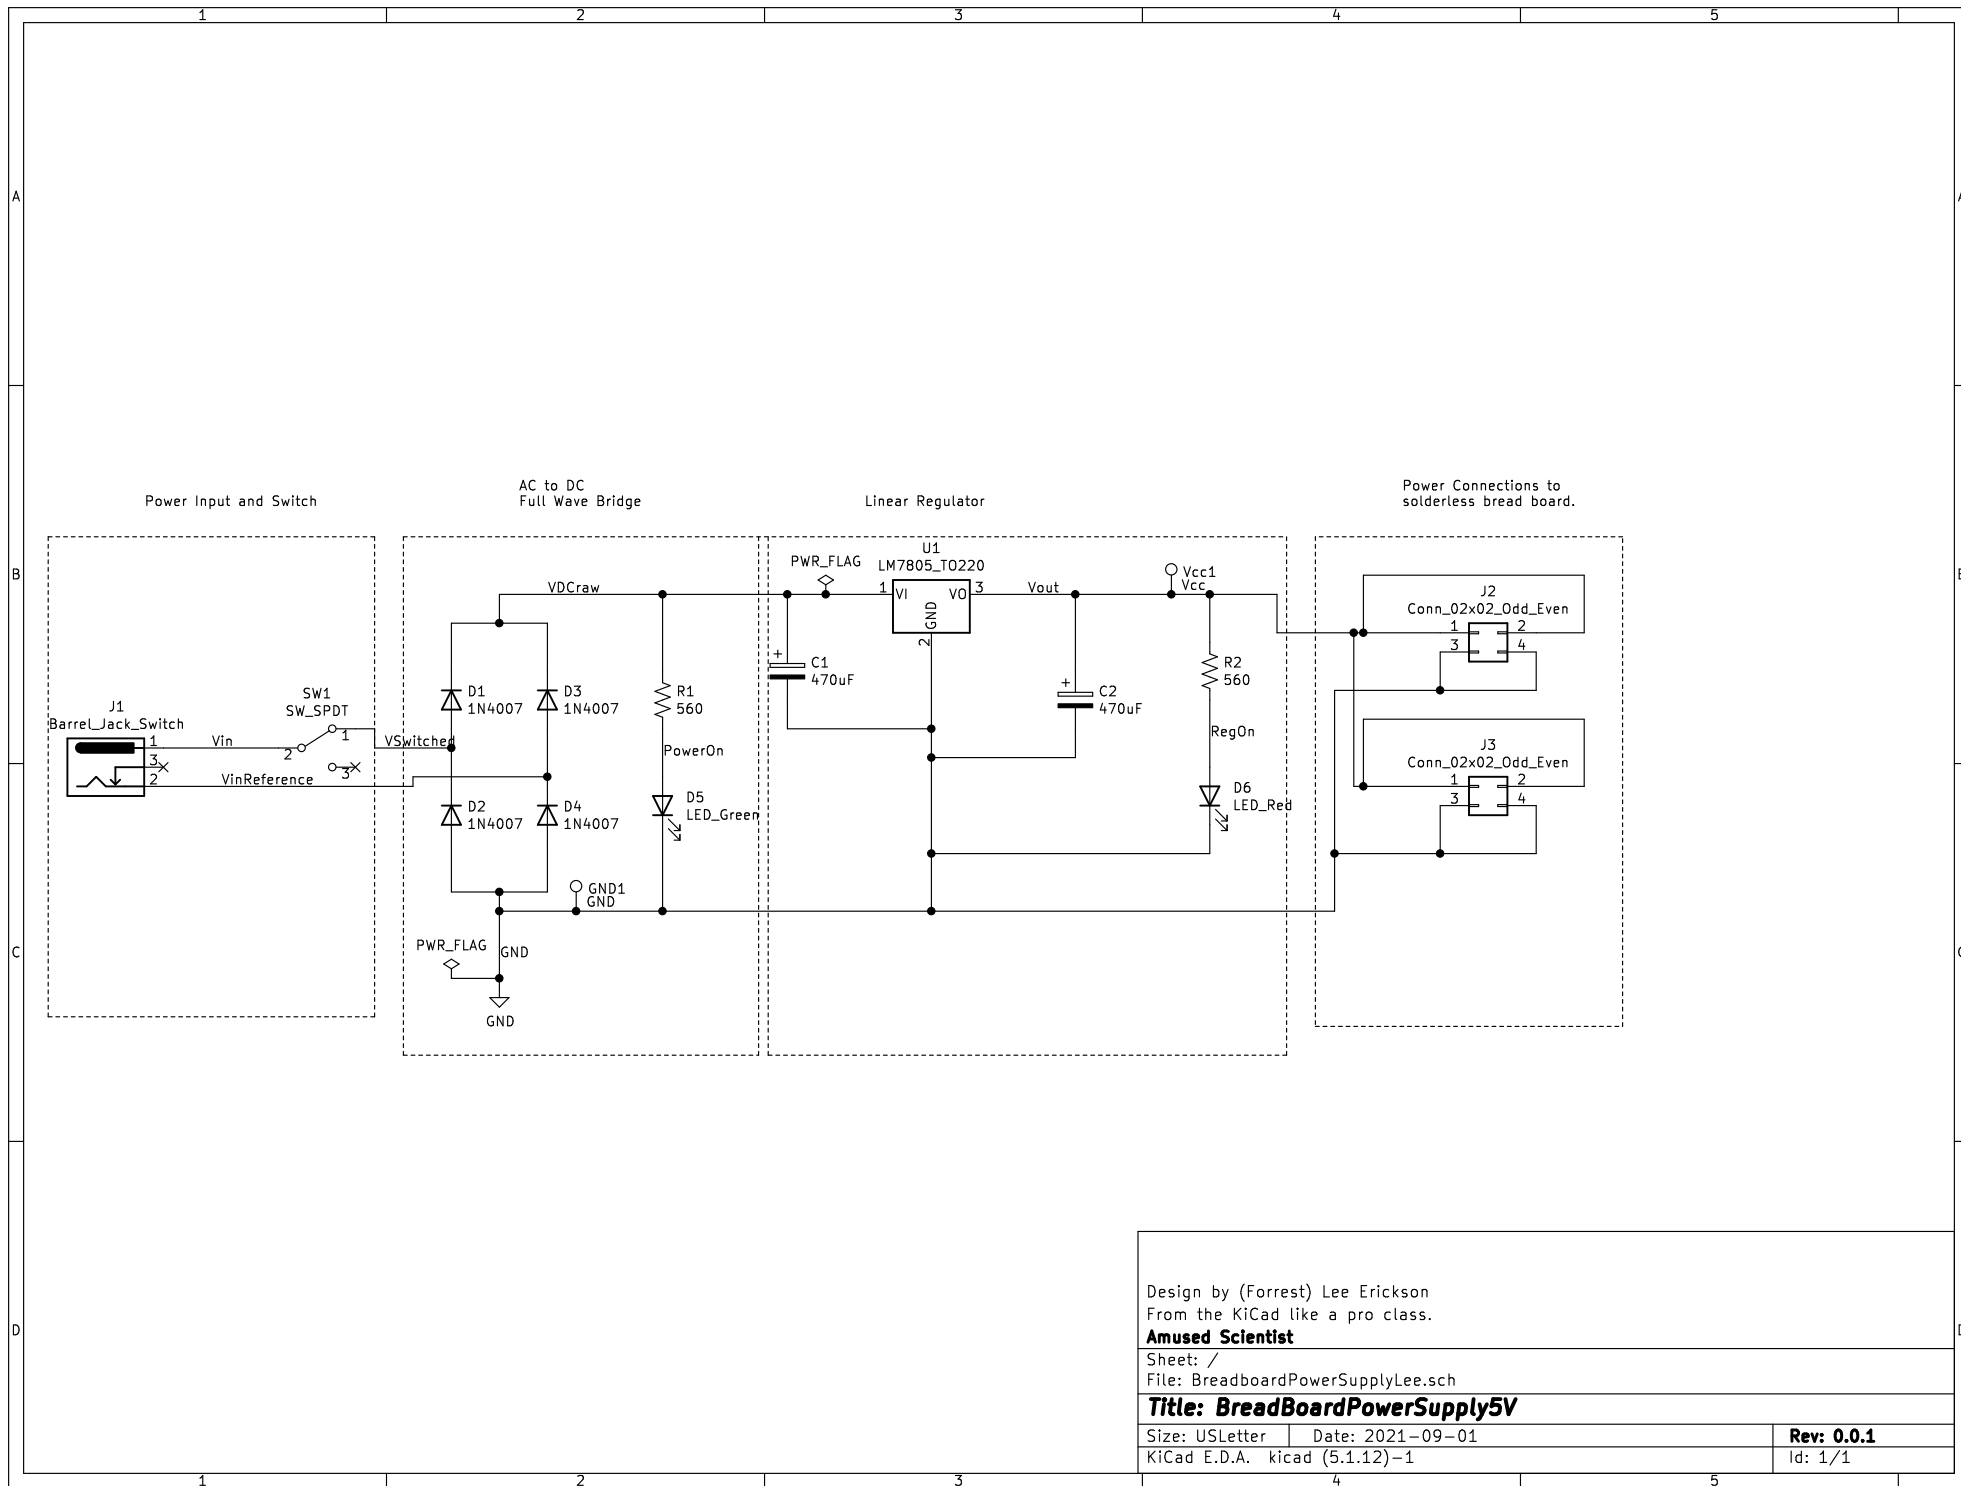 1 2 3 4 5
A
B
C
D
A
B
C
D
Power Input and Switch
AC to DC
Full Wave Bridge
Linear Regulator
Power Connections to
solderless bread board.
J1
Barrel_Jack_Switch
1
3
2
Vin
VinReference
SW1
SW_SPDT
2
1
3
VSwitched
VDCraw
D1
1N4007
D3
1N4007
D2
1N4007
D4
1N4007
R1
560
PowerOn
D5
LED_Green
GND1
GND
PWR_FLAG
GND
GND
PWR_FLAG
U1
LM7805_TO220
1
VI
VO
3
GND
2
C1
470uF
+
Vout
+
C2
470uF
Vcc1
Vcc
R2
560
RegOn
D6
LED_Red
J2
Conn_02x02_Odd_Even
1
2
3
4
J3
Conn_02x02_Odd_Even
1
2
3
4
Design by (Forrest) Lee Erickson
From the KiCad like a pro class.
Amused Scientist
Sheet: /
File: BreadboardPowerSupplyLee.sch
Title: BreadBoardPowerSupply5V
Size: USLetter
Date: 2021-09-01
Rev: 0.0.1
KiCad E.D.A. kicad (5.1.12)-1
Id: 1/1
1 2 3 4 5